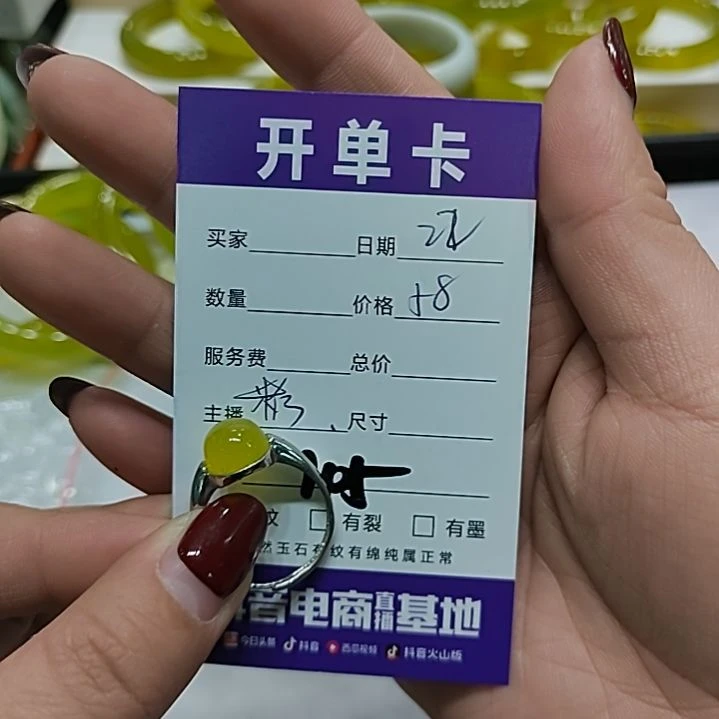 开单卡
买家 日期
数量 价格 58
服务费 总价
主播 彩 尺寸
105
纹 有裂 有墨
然玉石有纹有绵纯属正常
抖音电商直播基地
今日头条 抖音 西瓜视频 抖音火山版